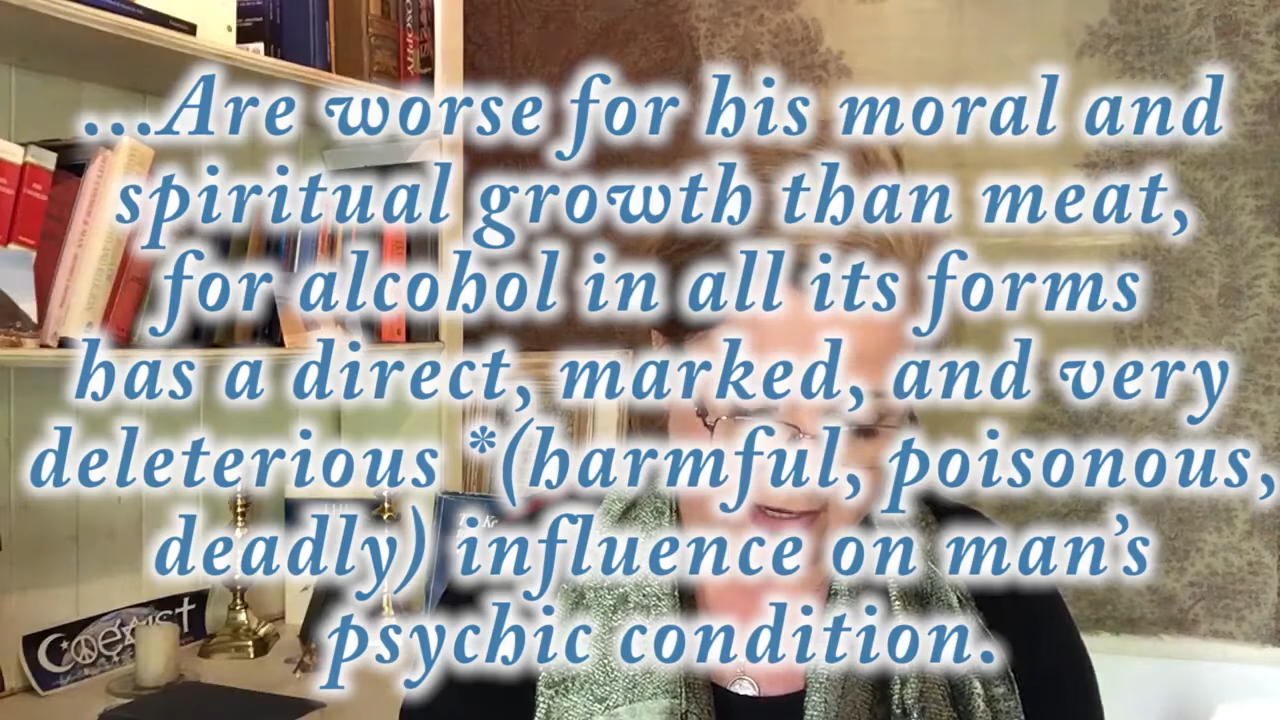 ...Are worse for his moral and
spiritual growth than meat,
for alcohol in all its forms
has a direct, marked, and very
deleterious *(harmful, poisonous,
deadly) influence on man's
psychic condition.
COEXIST